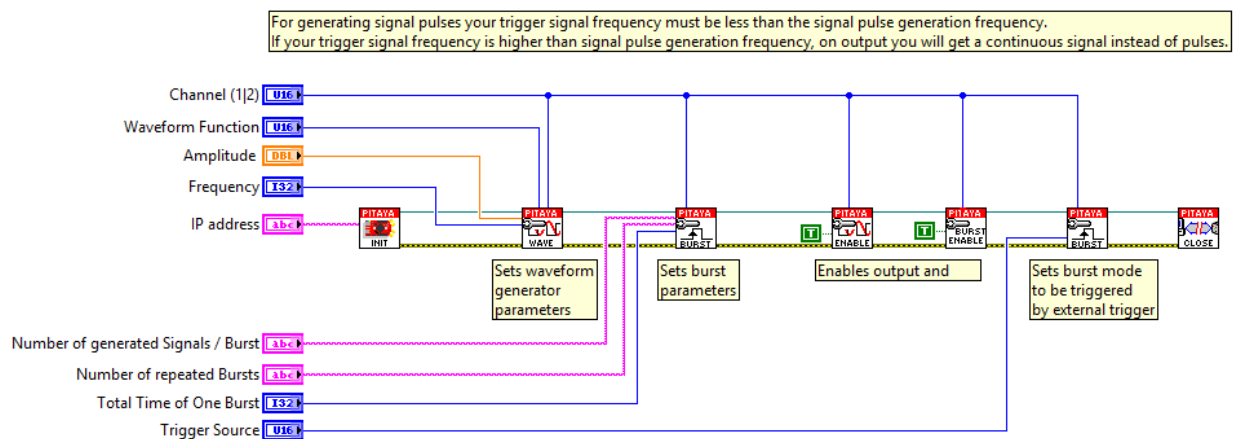 For generating signal pulses your trigger signal frequency must be less than the signal pulse generation frequency.
If your trigger signal frequency is higher than signal pulse generation frequency, on output you will get a continuous signal instead of pulses.
Channel (1|2) U16
Waveform Function U16
Amplitude DBL
Frequency I32
IP address abc
PITAYA
INIT
PITAYA
WAVE
PITAYA
BURST
T
PITAYA
ENABLE
T
PITAYA
BURST
ENABLE
PITAYA
BURST
PITAYA
CLOSE
Sets waveform
generator
parameters
Sets burst
parameters
Enables output and
Sets burst mode
to be triggered
by external trigger
Number of generated Signals / Burst abc
Number of repeated Bursts abc
Total Time of One Burst I32
Trigger Source U16